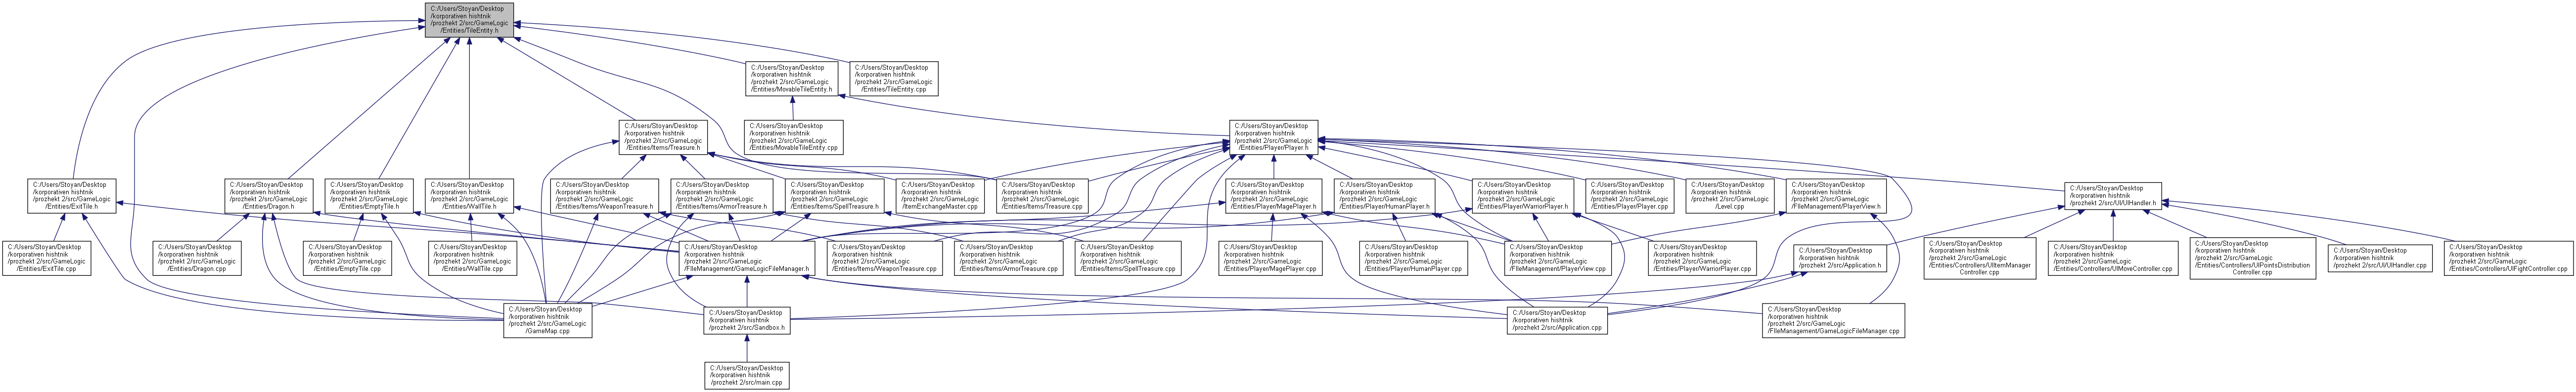 C:/Users/Stoyan/Desktop
/korporativen hishtnik
/prozhekt 2/src/GameLogic
/Entities/TileEntity.h
C:/Users/Stoyan/Desktop
/korporativen hishtnik
/prozhekt 2/src/GameLogic
/Entities/MovableTileEntity.h
C:/Users/Stoyan/Desktop
/korporativen hishtnik
/prozhekt 2/src/GameLogic
/Entities/TileEntity.cpp
C:/Users/Stoyan/Desktop
/korporativen hishtnik
/prozhekt 2/src/GameLogic
/Entities/Items/Treasure.h
C:/Users/Stoyan/Desktop
/korporativen hishtnik
/prozhekt 2/src/GameLogic
/Entities/MovableTileEntity.cpp
C:/Users/Stoyan/Desktop
/korporativen hishtnik
/prozhekt 2/src/GameLogic
/Entities/Player/Player.h
C:/Users/Stoyan/Desktop
/korporativen hishtnik
/prozhekt 2/src/GameLogic
/Entities/ExitTile.h
C:/Users/Stoyan/Desktop
/korporativen hishtnik
/prozhekt 2/src/GameLogic
/Entities/Dragon.h
C:/Users/Stoyan/Desktop
/korporativen hishtnik
/prozhekt 2/src/GameLogic
/Entities/EmptyTile.h
C:/Users/Stoyan/Desktop
/korporativen hishtnik
/prozhekt 2/src/GameLogic
/Entities/WallTile.h
C:/Users/Stoyan/Desktop
/korporativen hishtnik
/prozhekt 2/src/GameLogic
/Entities/Items/WeaponTreasure.h
C:/Users/Stoyan/Desktop
/korporativen hishtnik
/prozhekt 2/src/GameLogic
/Entities/Items/ArmorTreasure.h
C:/Users/Stoyan/Desktop
/korporativen hishtnik
/prozhekt 2/src/GameLogic
/Entities/Items/SpellTreasure.h
C:/Users/Stoyan/Desktop
/korporativen hishtnik
/prozhekt 2/src/GameLogic
/ItemExchangeMaster.cpp
C:/Users/Stoyan/Desktop
/korporativen hishtnik
/prozhekt 2/src/GameLogic
/Entities/Items/Treasure.cpp
C:/Users/Stoyan/Desktop
/korporativen hishtnik
/prozhekt 2/src/GameLogic
/Entities/Player/MagePlayer.h
C:/Users/Stoyan/Desktop
/korporativen hishtnik
/prozhekt 2/src/GameLogic
/Entities/Player/HumanPlayer.h
C:/Users/Stoyan/Desktop
/korporativen hishtnik
/prozhekt 2/src/GameLogic
/Entities/Player/WarriorPlayer.h
C:/Users/Stoyan/Desktop
/korporativen hishtnik
/prozhekt 2/src/GameLogic
/Entities/Player/Player.cpp
C:/Users/Stoyan/Desktop
/korporativen hishtnik
/prozhekt 2/src/GameLogic
/Level.cpp
C:/Users/Stoyan/Desktop
/korporativen hishtnik
/prozhekt 2/src/GameLogic
/FIleManagement/PlayerView.h
C:/Users/Stoyan/Desktop
/korporativen hishtnik
/prozhekt 2/src/UI/UIHandler.h
C:/Users/Stoyan/Desktop
/korporativen hishtnik
/prozhekt 2/src/GameLogic
/Entities/ExitTile.cpp
C:/Users/Stoyan/Desktop
/korporativen hishtnik
/prozhekt 2/src/GameLogic
/Entities/Dragon.cpp
C:/Users/Stoyan/Desktop
/korporativen hishtnik
/prozhekt 2/src/GameLogic
/Entities/EmptyTile.cpp
C:/Users/Stoyan/Desktop
/korporativen hishtnik
/prozhekt 2/src/GameLogic
/Entities/WallTile.cpp
C:/Users/Stoyan/Desktop
/korporativen hishtnik
/prozhekt 2/src/GameLogic
/FIleManagement/GameLogicFileManager.h
C:/Users/Stoyan/Desktop
/korporativen hishtnik
/prozhekt 2/src/GameLogic
/Entities/Items/WeaponTreasure.cpp
C:/Users/Stoyan/Desktop
/korporativen hishtnik
/prozhekt 2/src/GameLogic
/Entities/Items/ArmorTreasure.cpp
C:/Users/Stoyan/Desktop
/korporativen hishtnik
/prozhekt 2/src/GameLogic
/Entities/Items/SpellTreasure.cpp
C:/Users/Stoyan/Desktop
/korporativen hishtnik
/prozhekt 2/src/GameLogic
/Entities/Player/MagePlayer.cpp
C:/Users/Stoyan/Desktop
/korporativen hishtnik
/prozhekt 2/src/GameLogic
/Entities/Player/HumanPlayer.cpp
C:/Users/Stoyan/Desktop
/korporativen hishtnik
/prozhekt 2/src/GameLogic
/FIleManagement/PlayerView.cpp
C:/Users/Stoyan/Desktop
/korporativen hishtnik
/prozhekt 2/src/GameLogic
/Entities/Player/WarriorPlayer.cpp
C:/Users/Stoyan/Desktop
/korporativen hishtnik
/prozhekt 2/src/Application.h
C:/Users/Stoyan/Desktop
/korporativen hishtnik
/prozhekt 2/src/GameLogic
/Entities/Controllers/UIItemManager
Controller.cpp
C:/Users/Stoyan/Desktop
/korporativen hishtnik
/prozhekt 2/src/GameLogic
/Entities/Controllers/UIMoveController.cpp
C:/Users/Stoyan/Desktop
/korporativen hishtnik
/prozhekt 2/src/GameLogic
/Entities/Controllers/UIPointsDistribution
Controller.cpp
C:/Users/Stoyan/Desktop
/korporativen hishtnik
/prozhekt 2/src/UI/UIHandler.cpp
C:/Users/Stoyan/Desktop
/korporativen hishtnik
/prozhekt 2/src/GameLogic
/Entities/Controllers/UIFightController.cpp
C:/Users/Stoyan/Desktop
/korporativen hishtnik
/prozhekt 2/src/GameLogic
/GameMap.cpp
C:/Users/Stoyan/Desktop
/korporativen hishtnik
/prozhekt 2/src/Sandbox.h
C:/Users/Stoyan/Desktop
/korporativen hishtnik
/prozhekt 2/src/Application.cpp
C:/Users/Stoyan/Desktop
/korporativen hishtnik
/prozhekt 2/src/GameLogic
/FIleManagement/GameLogicFileManager.cpp
C:/Users/Stoyan/Desktop
/korporativen hishtnik
/prozhekt 2/src/main.cpp